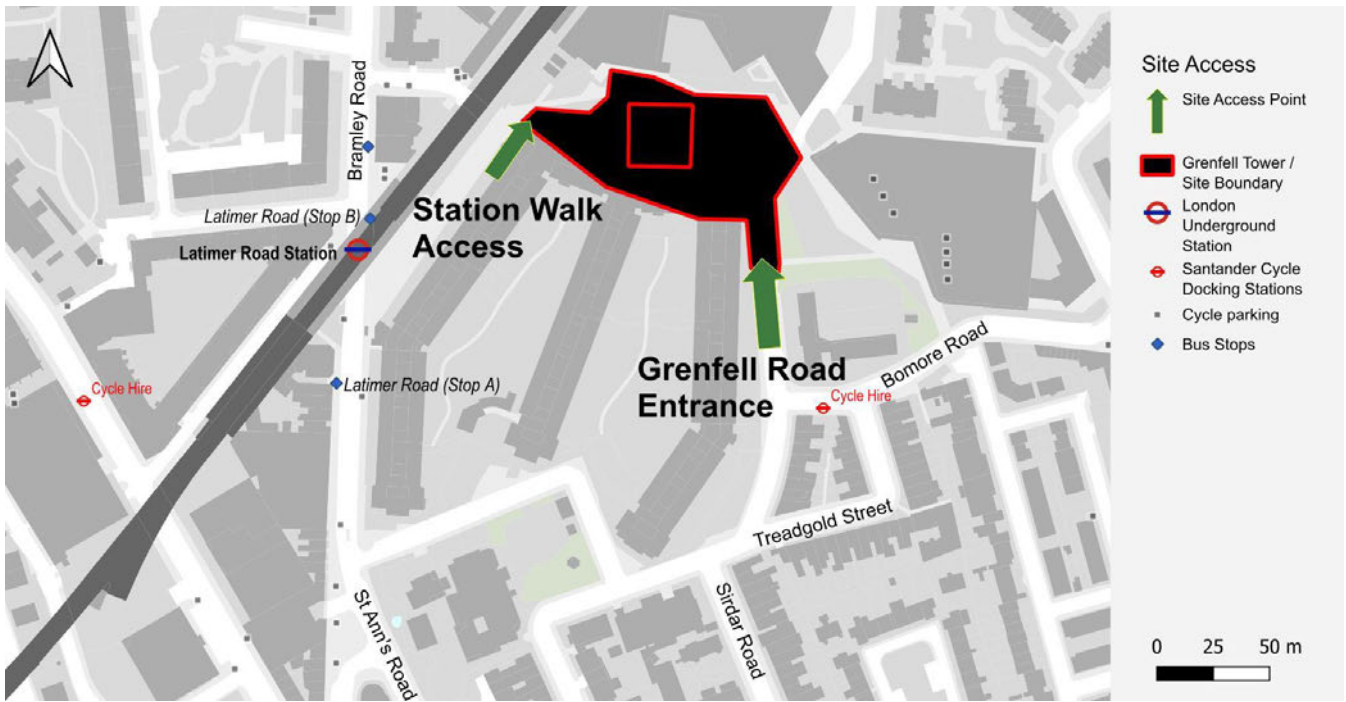 Bramley Road
Latimer Road (Stop B)
Latimer Road Station
Station Walk
Access
Latimer Road (Stop A)
Cycle Hire
Grenfell Road
Entrance
Bomore Road
Cycle Hire
Treadgold Street
St Ann's Road
Sirdar Road
Site Access
Site Access Point
Grenfell Tower /
Site Boundary
London
Underground
Station
Santander Cycle
Docking Stations
Cycle parking
Bus Stops
0 25 50 m